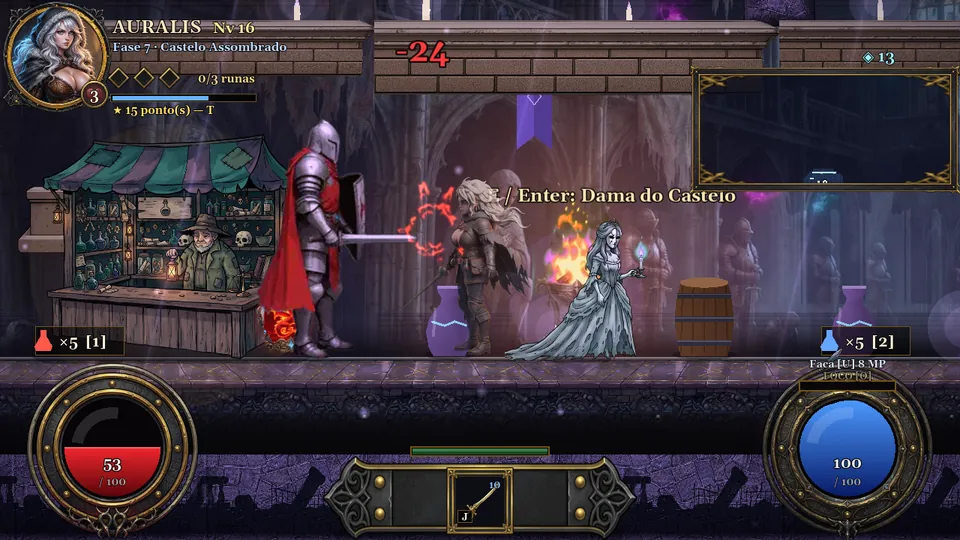 AURALIS Nv 16
Fase 7 · Castelo Assombrado
0/3 runas
3
★ 15 ponto(s) — T
-24
13
/ Enter: Dama do Castelo
×5 [1]
×5 [2]
Faca [U] 8 MP
53
/ 100
100
/ 100
10
J